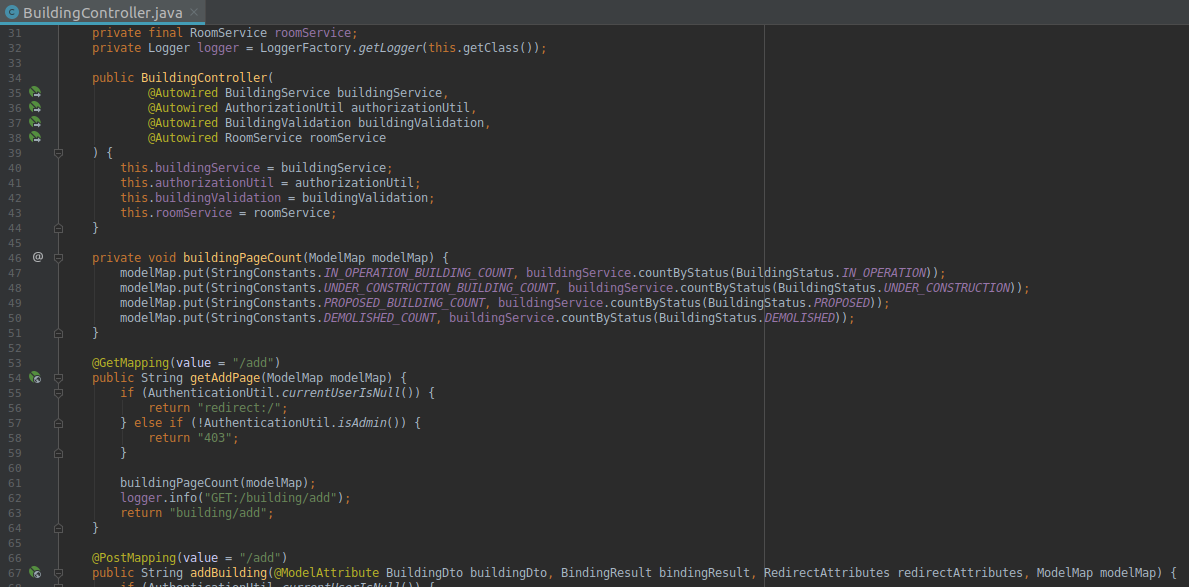 BuildingController.java
31 private final RoomService roomService;
32 private Logger logger = LoggerFactory.getLogger(this.getClass());
33
34 public BuildingController(
35 @Autowired BuildingService buildingService,
36 @Autowired AuthorizationUtil authorizationUtil,
37 @Autowired BuildingValidation buildingValidation,
38 @Autowired RoomService roomService
39 ) {
40 this.buildingService = buildingService;
41 this.authorizationUtil = authorizationUtil;
42 this.buildingValidation = buildingValidation;
43 this.roomService = roomService;
44 }
45
46 @ private void buildingPageCount(ModelMap modelMap) {
47 modelMap.put(StringConstants.IN_OPERATION_BUILDING_COUNT, buildingService.countByStatus(BuildingStatus.IN_OPERATION));
48 modelMap.put(StringConstants.UNDER_CONSTRUCTION_BUILDING_COUNT, buildingService.countByStatus(BuildingStatus.UNDER_CONSTRUCTION));
49 modelMap.put(StringConstants.PROPOSED_BUILDING_COUNT, buildingService.countByStatus(BuildingStatus.PROPOSED));
50 modelMap.put(StringConstants.DEMOLISHED_COUNT, buildingService.countByStatus(BuildingStatus.DEMOLISHED));
51 }
52
53 @GetMapping(value = "/add")
54 public String getAddPage(ModelMap modelMap) {
55 if (AuthenticationUtil.currentUserIsNull()) {
56 return "redirect:/";
57 } else if (!AuthenticationUtil.isAdmin()) {
58 return "403";
59 }
60
61 buildingPageCount(modelMap);
62 logger.info("GET:/building/add");
63 return "building/add";
64 }
65
66 @PostMapping(value = "/add")
67 public String addBuilding(@ModelAttribute BuildingDto buildingDto, BindingResult bindingResult, RedirectAttributes redirectAttributes, ModelMap modelMap) {
68 if (AuthenticationUtil.currentUserIsNull()) {